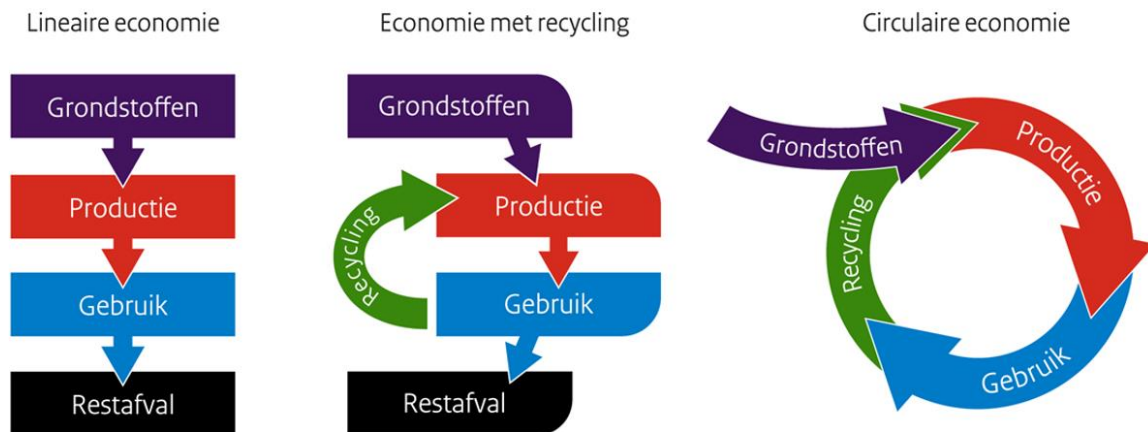 Lineaire economie
Grondstoffen
Productie
Gebruik
Restafval
Economie met recycling
Grondstoffen
Recycling
Productie
Gebruik
Restafval
Circulaire economie
Grondstoffen
Productie
Recycling
Gebruik